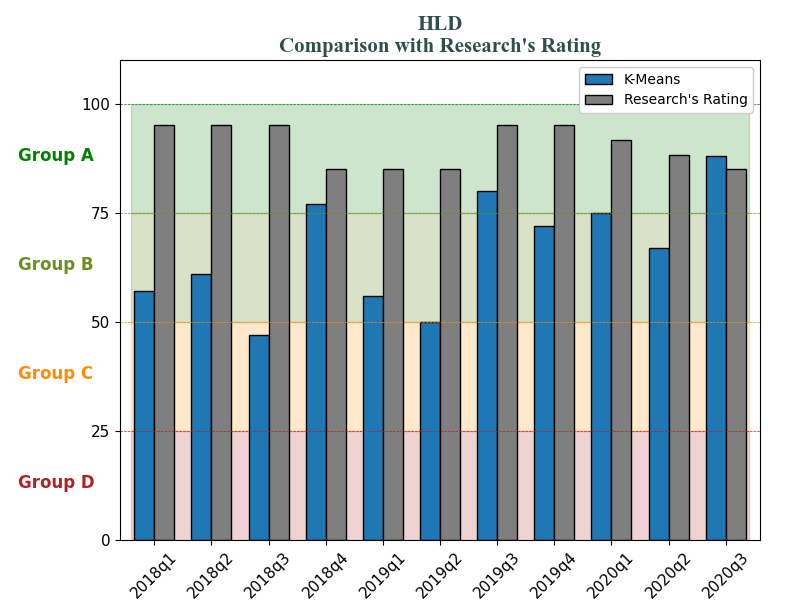 HLD
Comparison with Research's Rating
K-Means
Research's Rating
100
Group A
75
Group B
50
Group C
25
Group D
0
2018q1
2018q2
2018q3
2018q4
2019q1
2019q2
2019q3
2019q4
2020q1
2020q2
2020q3